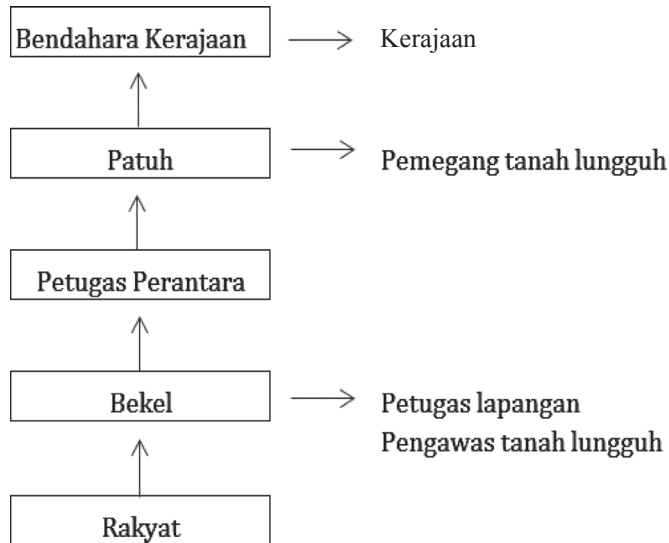 Bendahara Kerajaan
Kerajaan
Patuh
Pemegang tanah lungguh
Petugas Perantara
Bekel
Petugas lapangan
Pengawas tanah lungguh
Rakyat